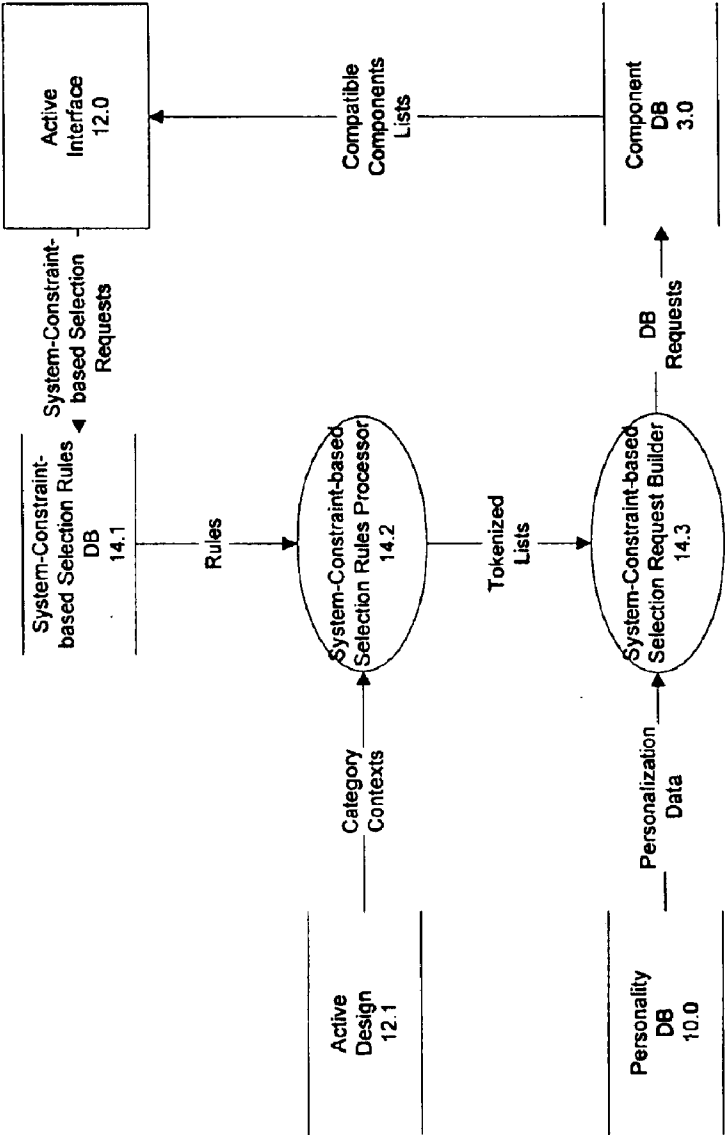 Active
Interface
12.0
System-Constraint-
based Selection
Requests
System-Constraint-
based Selection Rules
DB
14.1
Compatible
Components
Lists
Rules
Active
Design
12.1
Category
Contexts
System-Constraint-based
Selection Rules Processor
14.2
Tokenized
Lists
Personality
DB
10.0
Personalization
Data
System-Constraint-based
Selection Request Builder
14.3
DB
Requests
Component
DB
3.0